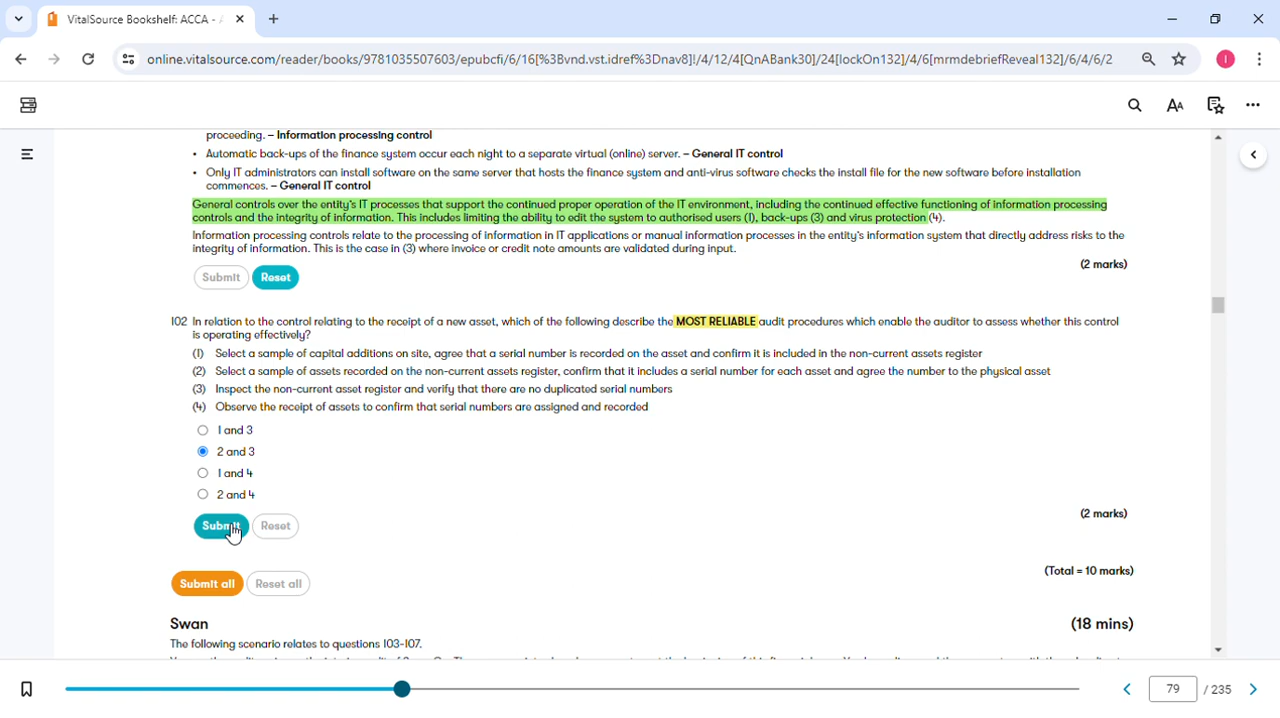 VitalSource Bookshelf: ACCA -
online.vitalsource.com/reader/books/9781035507603/epubcfi/6/16[%3Bvnd.vst.idref%3Dnav8]!/4/12/4[QnABank30]/24[lockOn132]/4/6[mrmdebriefReveal132]/6/4/6/2
I
AA
proceeding. – Information processing control
• Automatic back-ups of the finance system occur each night to a separate virtual (online) server. – General IT control
• Only IT administrators can install software on the same server that hosts the finance system and anti-virus software checks the install file for the new software before installation
commences. – General IT control
General controls over the entity's IT processes that support the continued proper operation of the IT environment, including the continued effective functioning of information processing
controls and the integrity of information. This includes limiting the ability to edit the system to authorised users (1), back-ups (3) and virus protection (4).
Information processing controls relate to the processing of information in IT applications or manual information processes in the entity's information system that directly address risks to the
integrity of information. This is the case in (3) where invoice or credit note amounts are validated during input.
(2 marks)
Submit Reset
102 In relation to the control relating to the receipt of a new asset, which of the following describe the MOST RELIABLE audit procedures which enable the auditor to assess whether this control
is operating effectively?
(1) Select a sample of capital additions on site, agree that a serial number is recorded on the asset and confirm it is included in the non-current assets register
(2) Select a sample of assets recorded on the non-current assets register, confirm that it includes a serial number for each asset and agree the number to the physical asset
(3) Inspect the non-current asset register and verify that there are no duplicated serial numbers
(4) Observe the receipt of assets to confirm that serial numbers are assigned and recorded
1 and 3
2 and 3
1 and 4
2 and 4
(2 marks)
Submit Reset
(Total = 10 marks)
Submit all Reset all
Swan (18 mins)
The following scenario relates to questions 103-107.
79 / 235